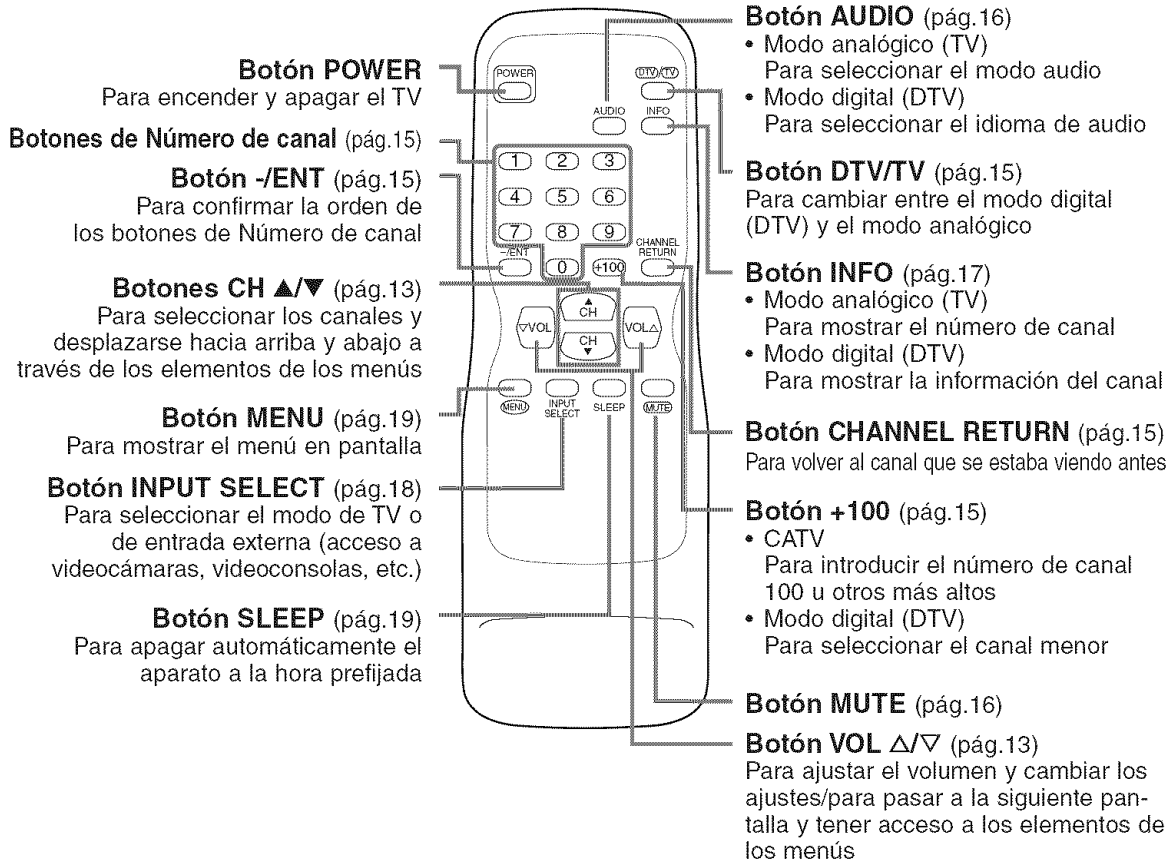 Botón POWER
Para encender y apagar el TV
Botones de Número de canal (pág.15)
Botón -/ENT (pág.15)
Para confirmar la orden de
los botones de Número de canal
Botones CH ▲/▼ (pág.13)
Para seleccionar los canales y
desplazarse hacia arriba y abajo a
través de los elementos de los menús
Botón MENU (pág.19)
Para mostrar el menú en pantalla
Botón INPUT SELECT (pág.18)
Para seleccionar el modo de TV o
de entrada externa (acceso a
videocámaras, videoconsolas, etc.)
Botón SLEEP (pág.19)
Para apagar automáticamente el
aparato a la hora prefijada
POWER
DTV/TV
AUDIO INFO
1 2 3
4 5 6
7 8 9
-/ENT
CHANNEL
RETURN
0 +100
▲
CH
▽VOL VOL△
CH
▼
MENU
INPUT
SELECT
SLEEP
MUTE
Botón AUDIO (pág.16)
• Modo analógico (TV)
Para seleccionar el modo audio
• Modo digital (DTV)
Para seleccionar el idioma de audio
Botón DTV/TV (pág.15)
Para cambiar entre el modo digital
(DTV) y el modo analógico
Botón INFO (pág.17)
• Modo analógico (TV)
Para mostrar el número de canal
• Modo digital (DTV)
Para mostrar la información del canal
Botón CHANNEL RETURN (pág.15)
Para volver al canal que se estaba viendo antes
Botón +100 (pág.15)
• CATV
Para introducir el número de canal
100 u otros más altos
• Modo digital (DTV)
Para seleccionar el canal menor
Botón MUTE (pág.16)
Botón VOL △/▽ (pág.13)
Para ajustar el volumen y cambiar los
ajustes/para pasar a la siguiente pan-
talla y tener acceso a los elementos de
los menús